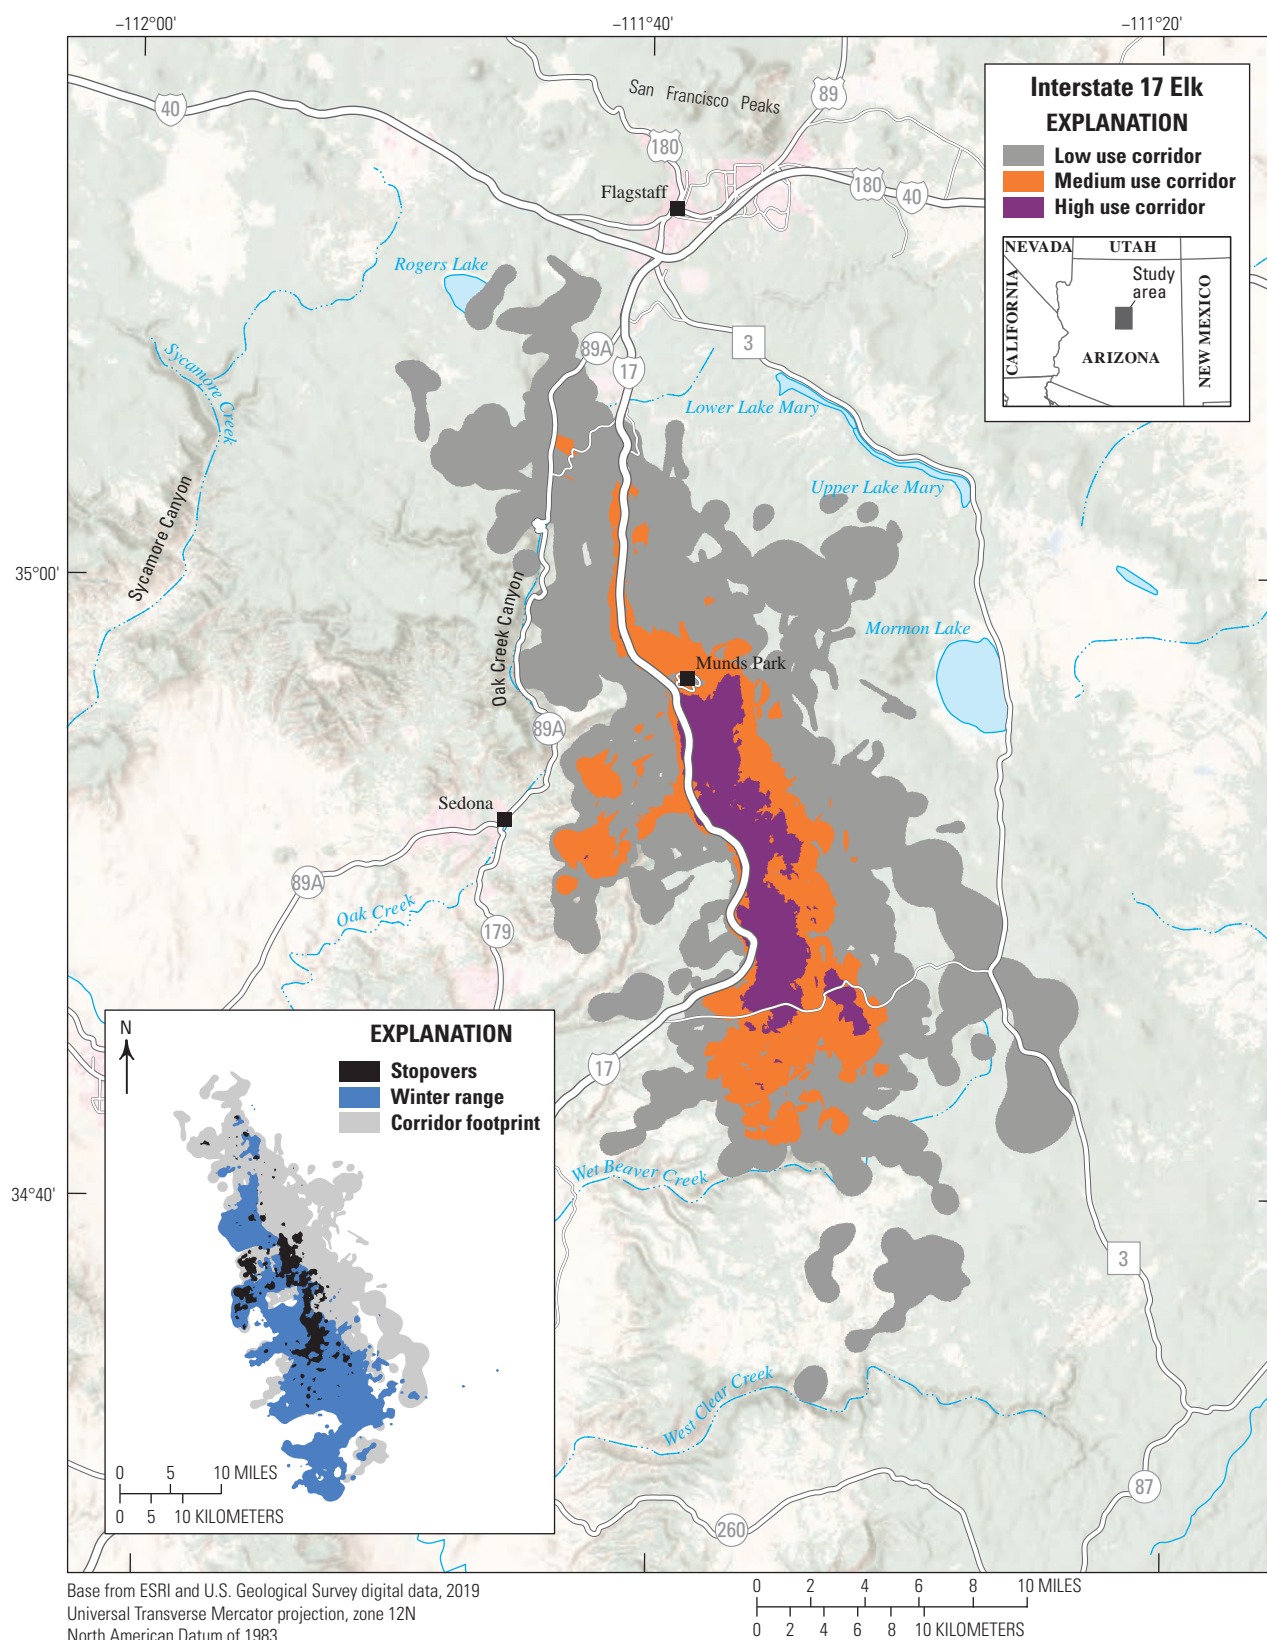 −112°00'
−111°40'
−111°20'
San Francisco Peaks
89
40
180
Flagstaff
180
40
Interstate 17 Elk
EXPLANATION
Low use corridor
Medium use corridor
High use corridor
NEVADA
UTAH
CALIFORNIA
Study
area
ARIZONA
NEW MEXICO
Rogers Lake
89A
17
3
Sycamore Creek
Lower Lake Mary
Upper Lake Mary
Sycamore Canyon
35°00'
Oak Creek Canyon
Mormon Lake
Munds Park
89A
Sedona
89A
Oak Creek
179
17
Wet Beaver Creek
34°40'
3
West Clear Creek
87
260
N
EXPLANATION
Stopovers
Winter range
Corridor footprint
0 5 10 MILES
0 5 10 KILOMETERS
Base from ESRI and U.S. Geological Survey digital data, 2019
Universal Transverse Mercator projection, zone 12N
North American Datum of 1983
0 2 4 6 8 10 MILES
0 2 4 6 8 10 KILOMETERS